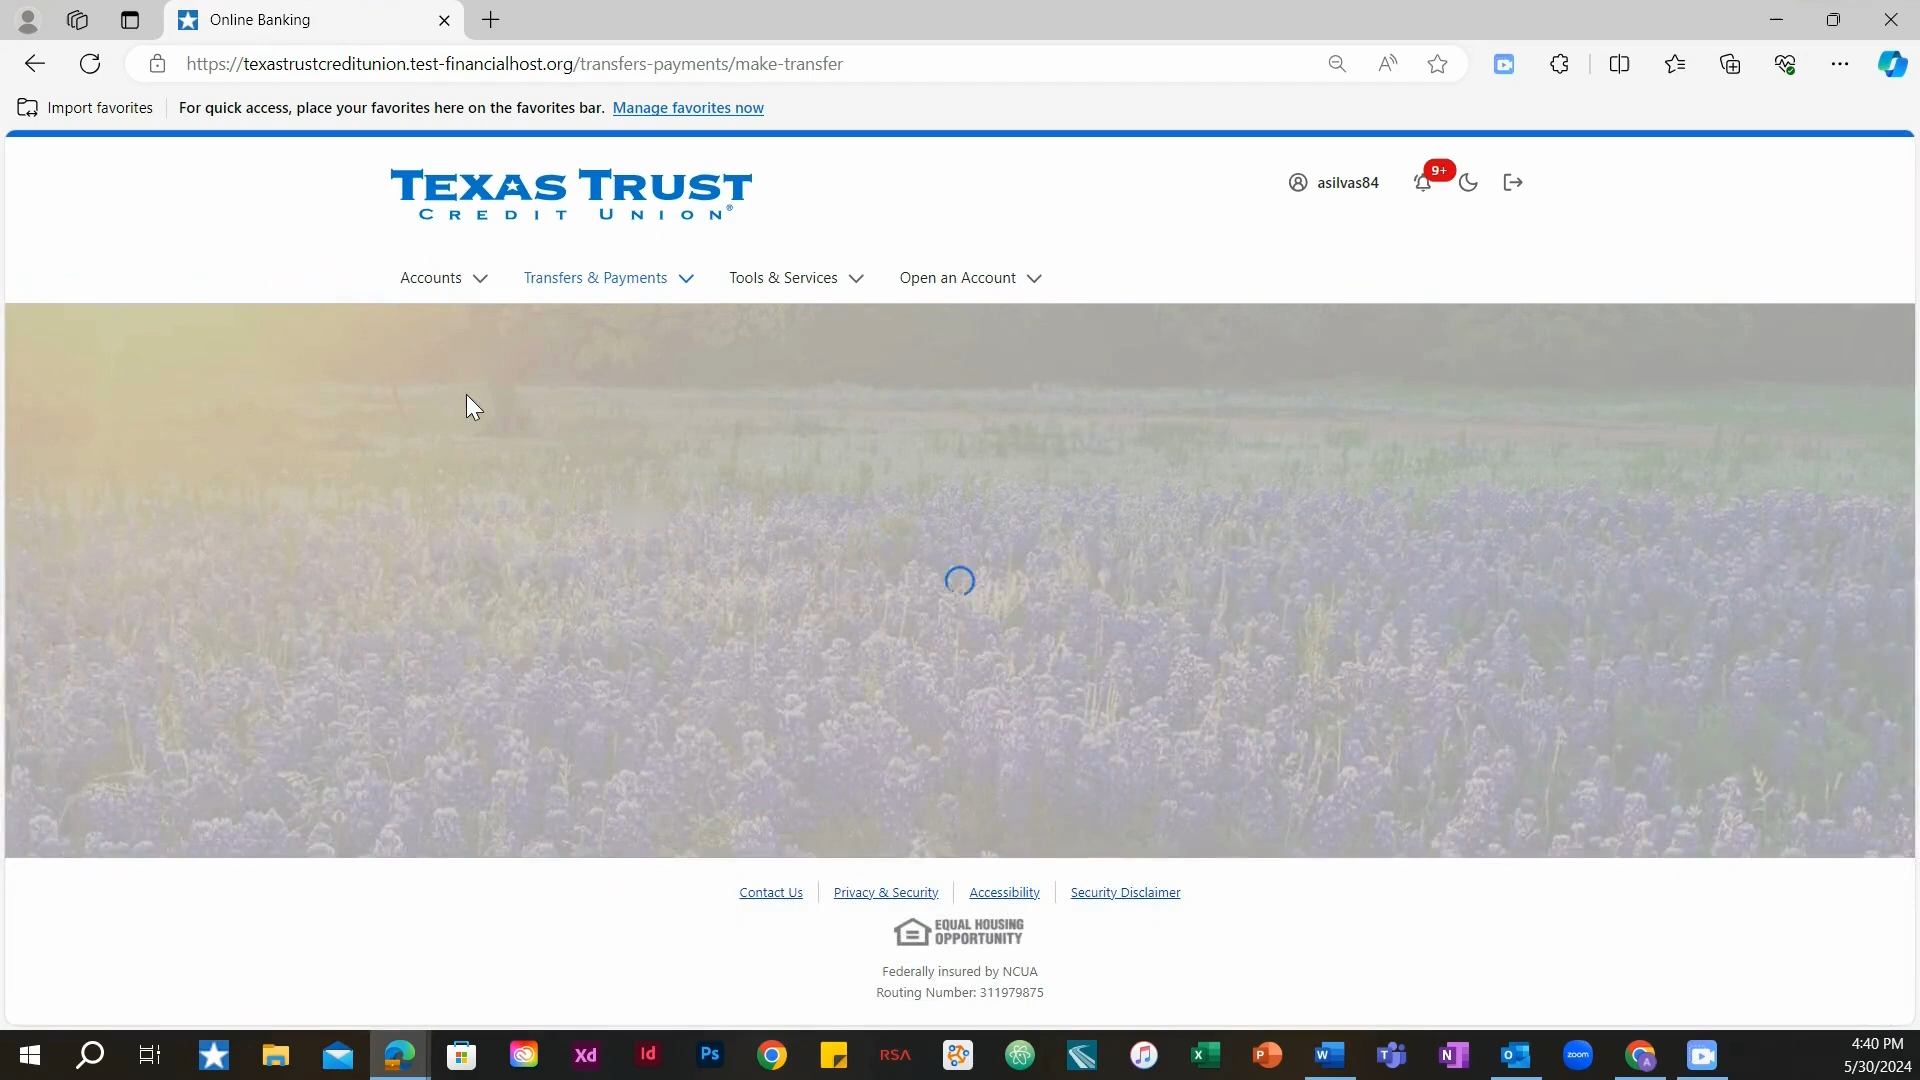 Online Banking
https://texastrustcreditunion.test-financialhost.org/transfers-payments/make-transfer
Import favorites
For quick access, place your favorites here on the favorites bar. Manage favorites now
TEXAS TRUST
CREDIT UNION®
asilvas84
9+
Accounts
Transfers & Payments
Tools & Services
Open an Account
Contact Us
Privacy & Security
Accessibility
Security Disclaimer
EQUAL HOUSING
OPPORTUNITY
Federally insured by NCUA
Routing Number: 311979875
Xd
Id
Ps
RSA
zoom
A
4:40 PM
5/30/2024